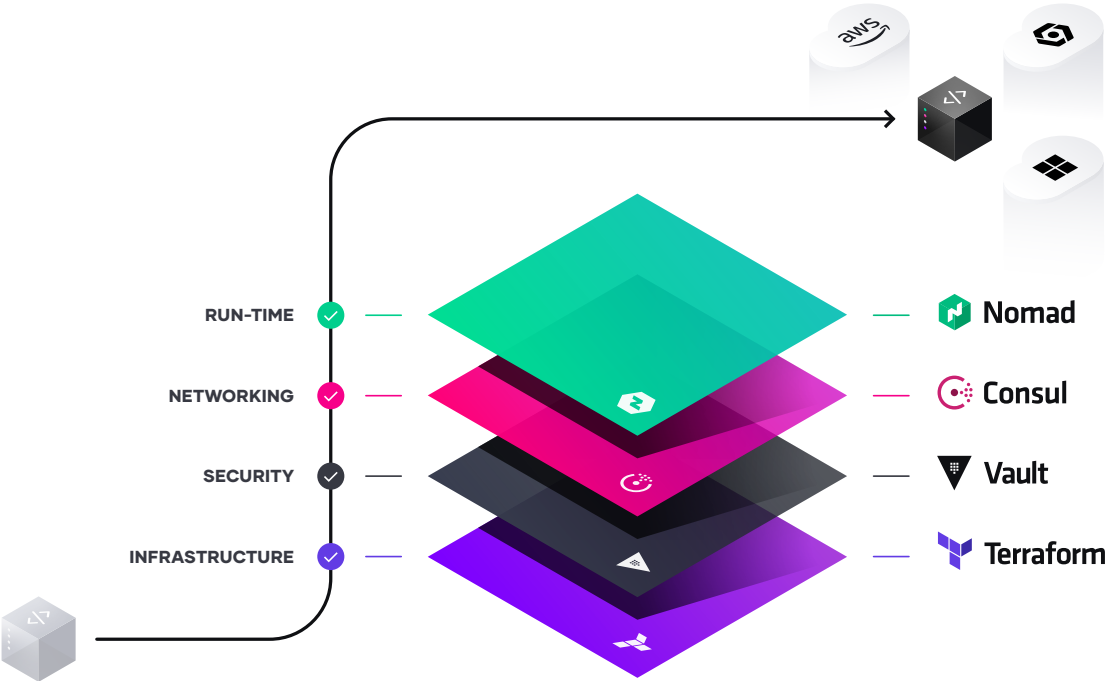 aws
</>
</>
RUN-TIME
Nomad
NETWORKING
Consul
SECURITY
Vault
INFRASTRUCTURE
Terraform